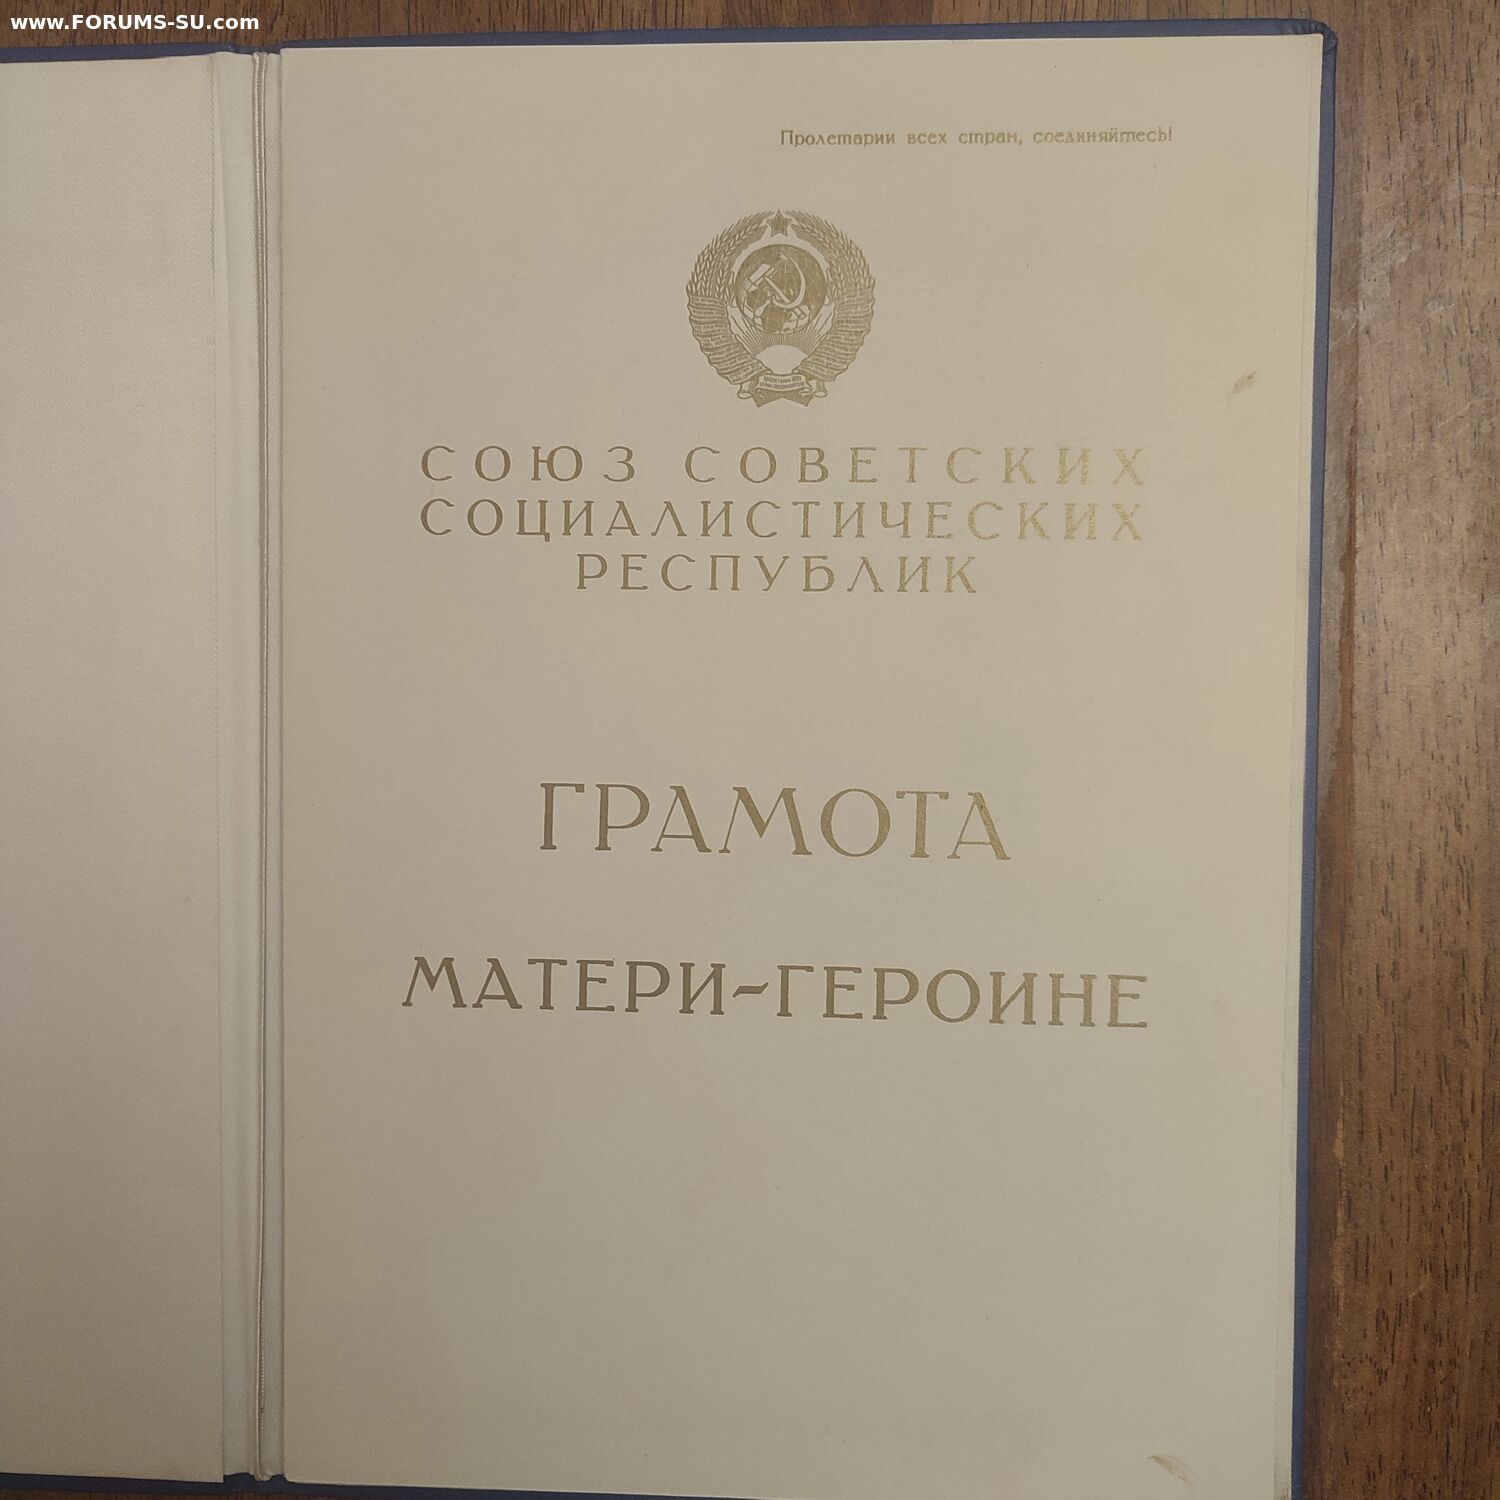 www.FORUMS-SU.com
Пролетарии всех стран, соединяйтесь!
СОЮЗ СОВЕТСКИХ
СОЦИАЛИСТИЧЕСКИХ
РЕСПУБЛИК
ГРАМОТА
МАТЕРИ-ГЕРОИНЕ